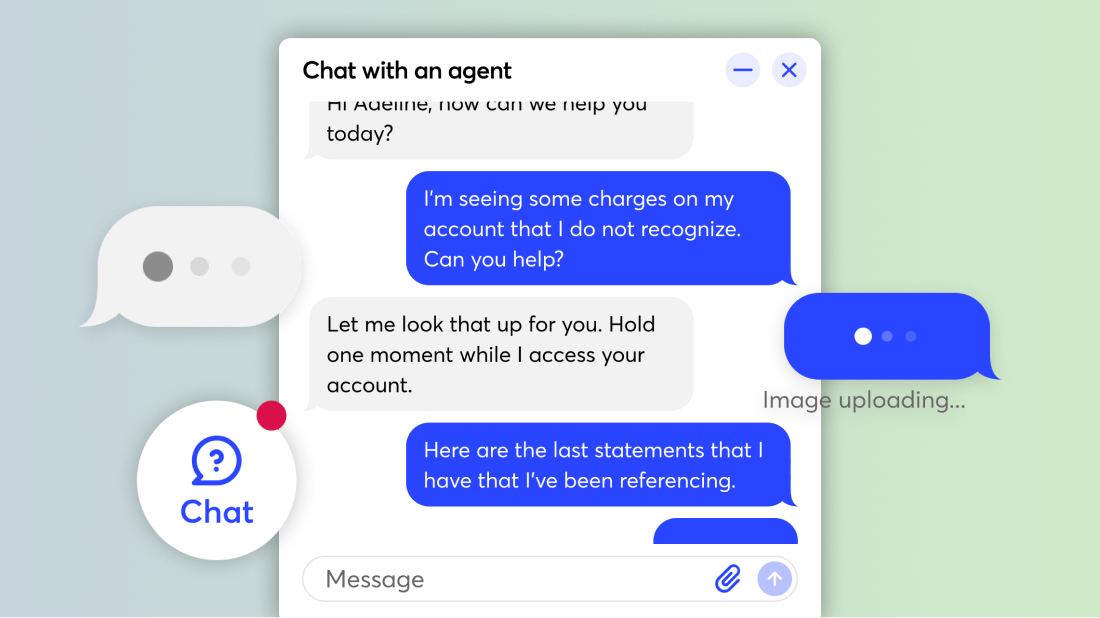 Chat with an agent
Hi Adeline, how can we help you
today?
I'm seeing some charges on my
account that I do not recognize.
Can you help?
Let me look that up for you. Hold
one moment while I access your
account.
Image uploading...
Here are the last statements that I
have that I've been referencing.
?
Chat
Message